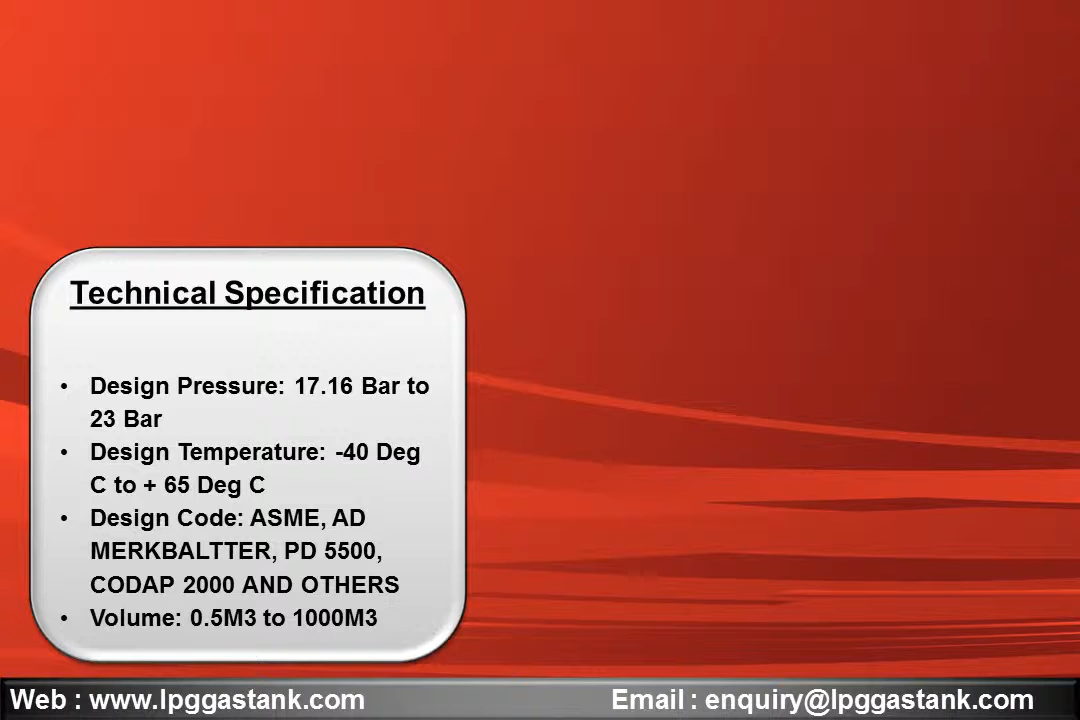 Technical Specification
• Design Pressure: 17.16 Bar to
23 Bar
• Design Temperature: -40 Deg
C to + 65 Deg C
• Design Code: ASME, AD
MERKBALTTER, PD 5500,
CODAP 2000 AND OTHERS
• Volume: 0.5M3 to 1000M3
Web : www.lpggastank.com
Email : enquiry@lpggastank.com